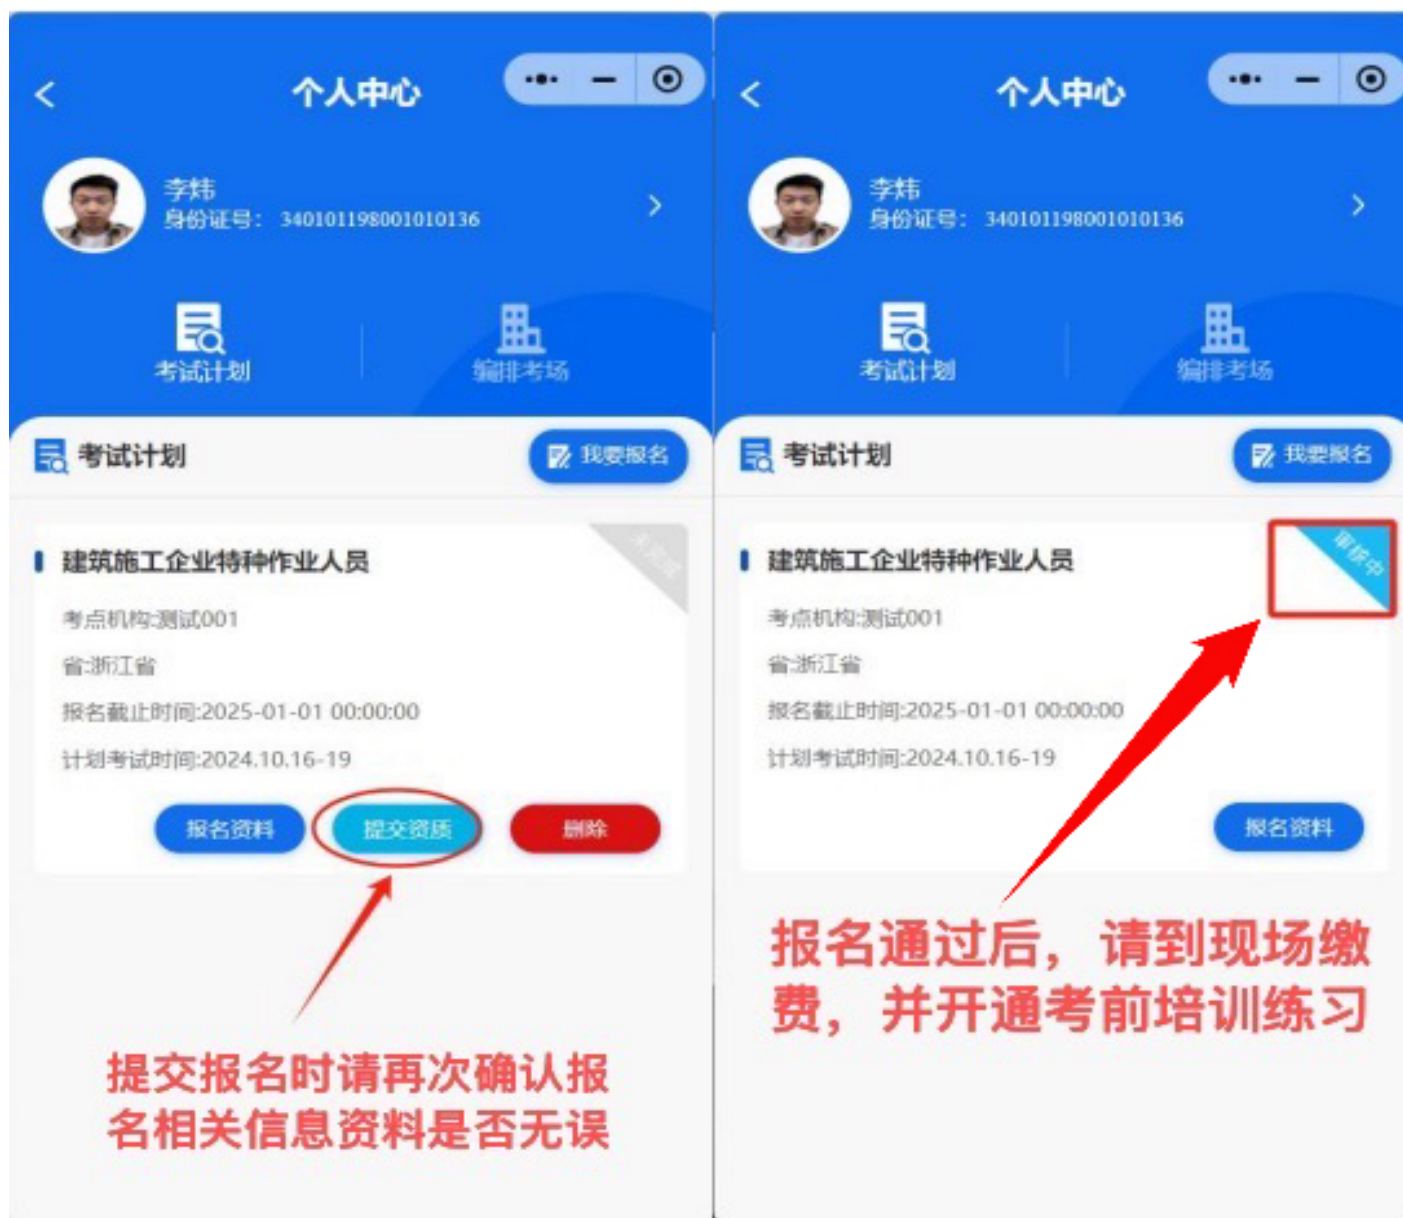 个人中心
李炜
身份证号: 340101198001010136
考试计划
编排考场
考试计划
我要报名
建筑施工企业特种作业人员
未完成
考点机构:测试001
省:浙江省
报名截止时间:2025-01-01 00:00:00
计划考试时间:2024.10.16-19
报名资料
提交资质
删除
提交报名时请再次确认报
名相关信息资料是否无误
个人中心
李炜
身份证号: 340101198001010136
考试计划
编排考场
考试计划
我要报名
建筑施工企业特种作业人员
审核中
考点机构:测试001
省:浙江省
报名截止时间:2025-01-01 00:00:00
计划考试时间:2024.10.16-19
报名资料
报名通过后，请到现场缴
费，并开通考前培训练习